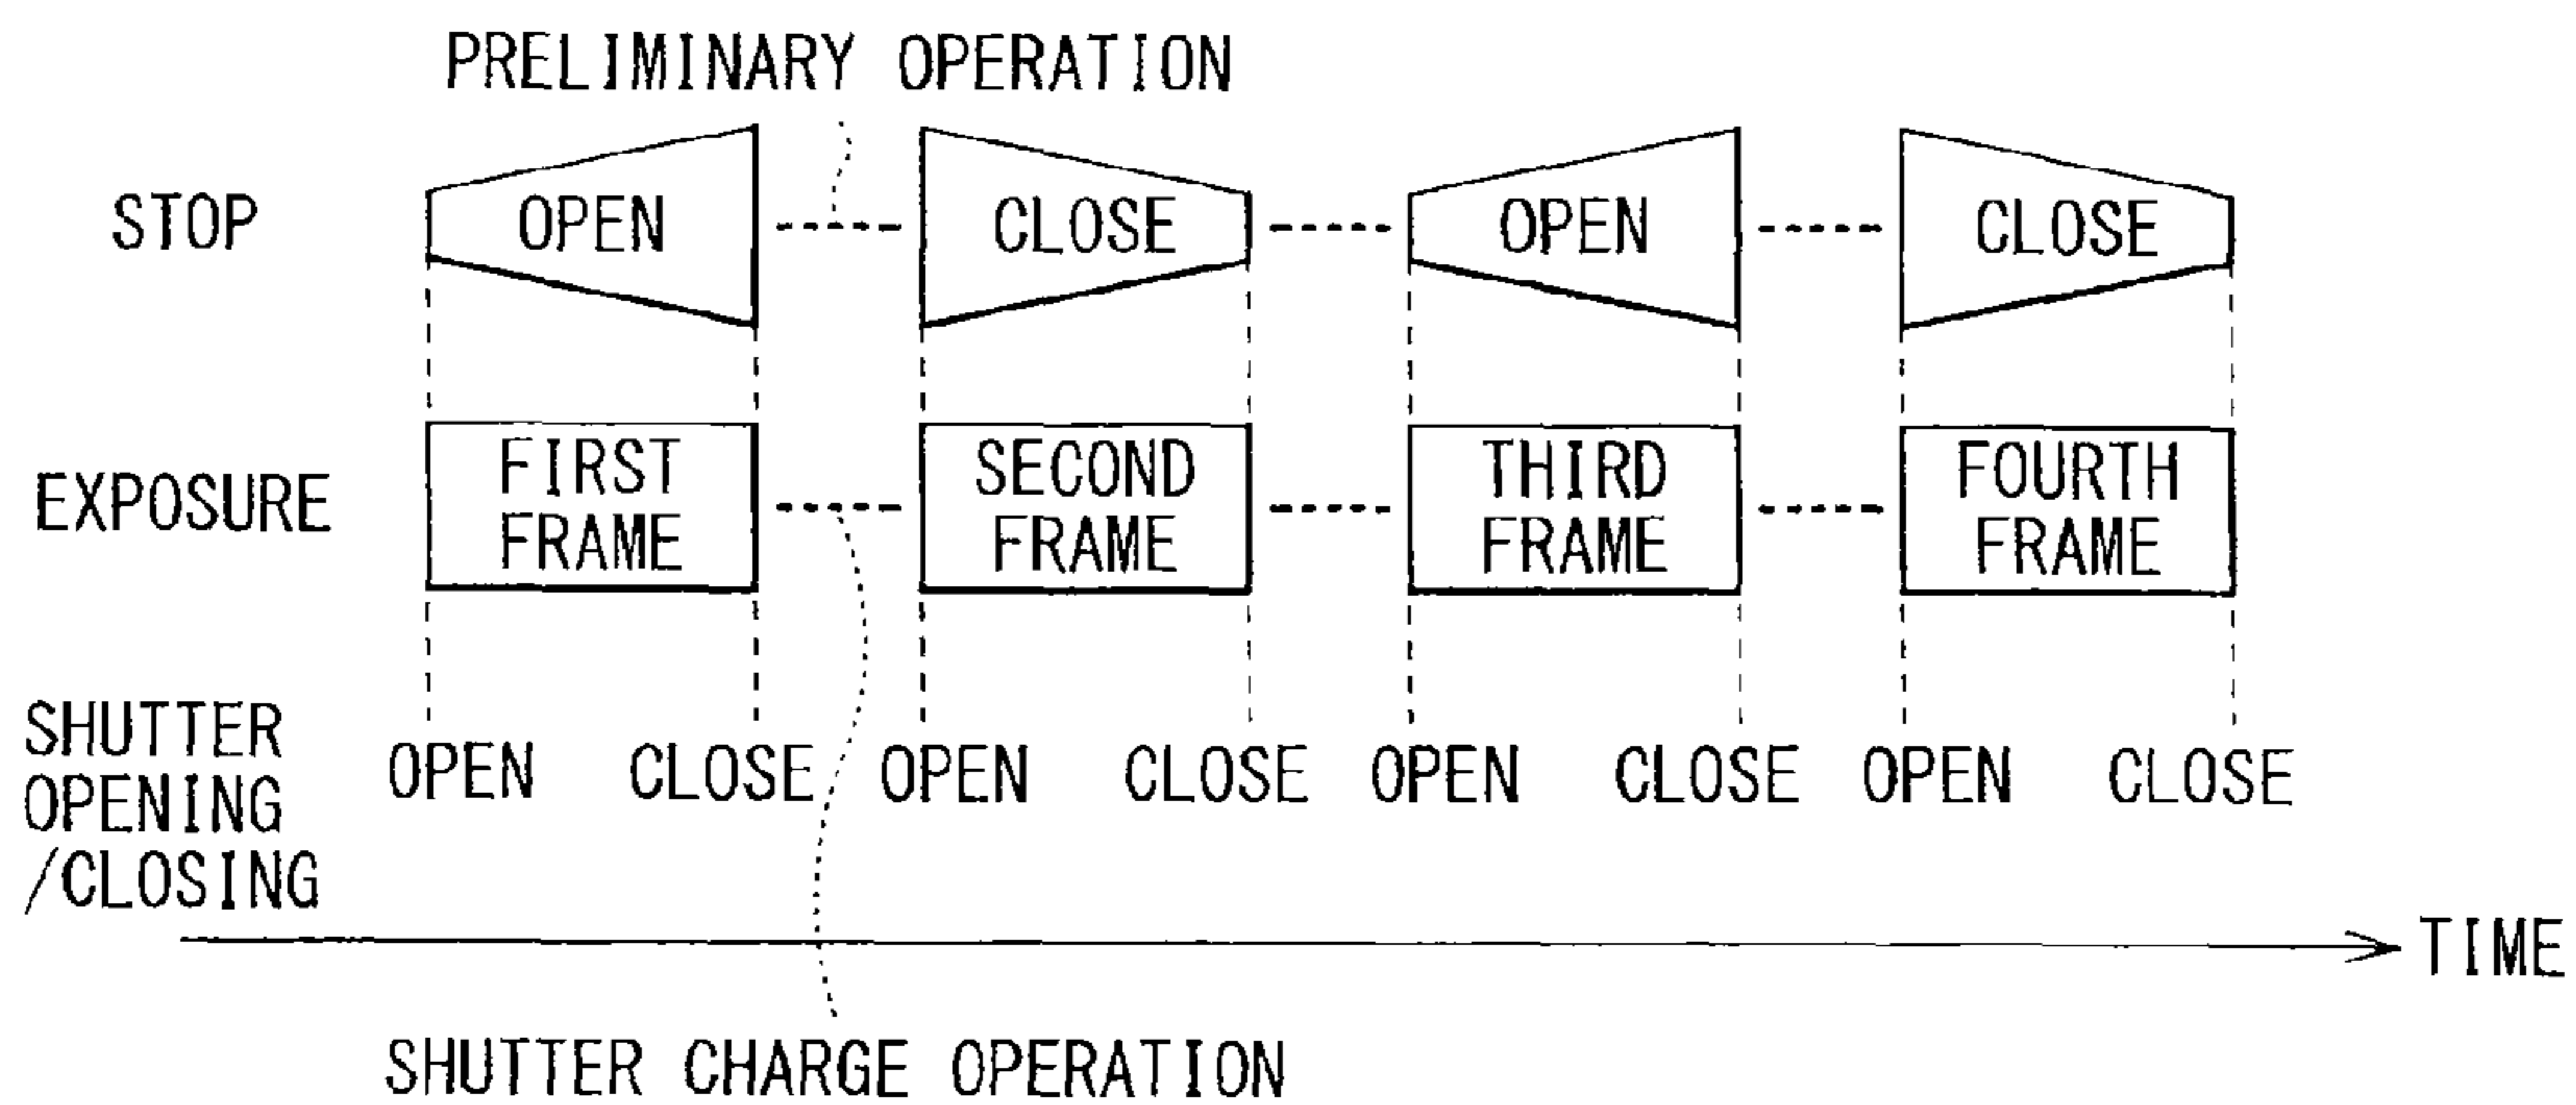 PRELIMINARY OPERATION
STOP
OPEN
CLOSE
OPEN
CLOSE
EXPOSURE
FIRST
FRAME
SECOND
FRAME
THIRD
FRAME
FOURTH
FRAME
SHUTTER
OPENING
/CLOSING
OPEN
CLOSE
OPEN
CLOSE
OPEN
CLOSE
OPEN
CLOSE
TIME
SHUTTER CHARGE OPERATION